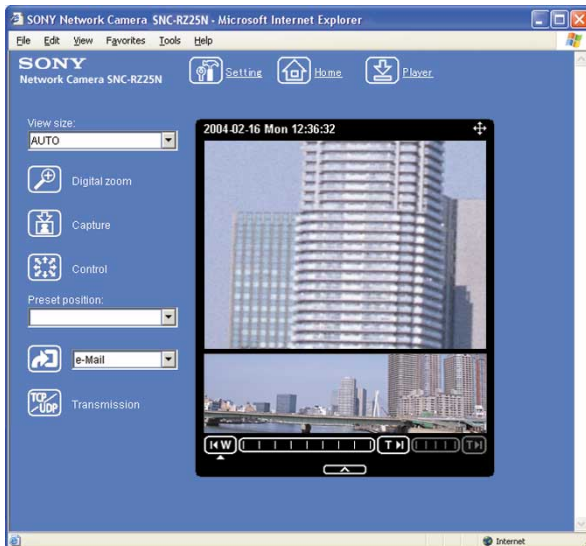 SONY Network Camera SNC-RZ25N - Microsoft Internet Explorer
File Edit View Favorites Tools Help
SONY
Network Camera SNC-RZ25N
Setting Home Player
View size:
AUTO
2004-02-16 Mon 12:36:32
Digital zoom
Capture
Control
Preset position:
e-Mail
TCP/UDP
Transmission
W T T
Internet